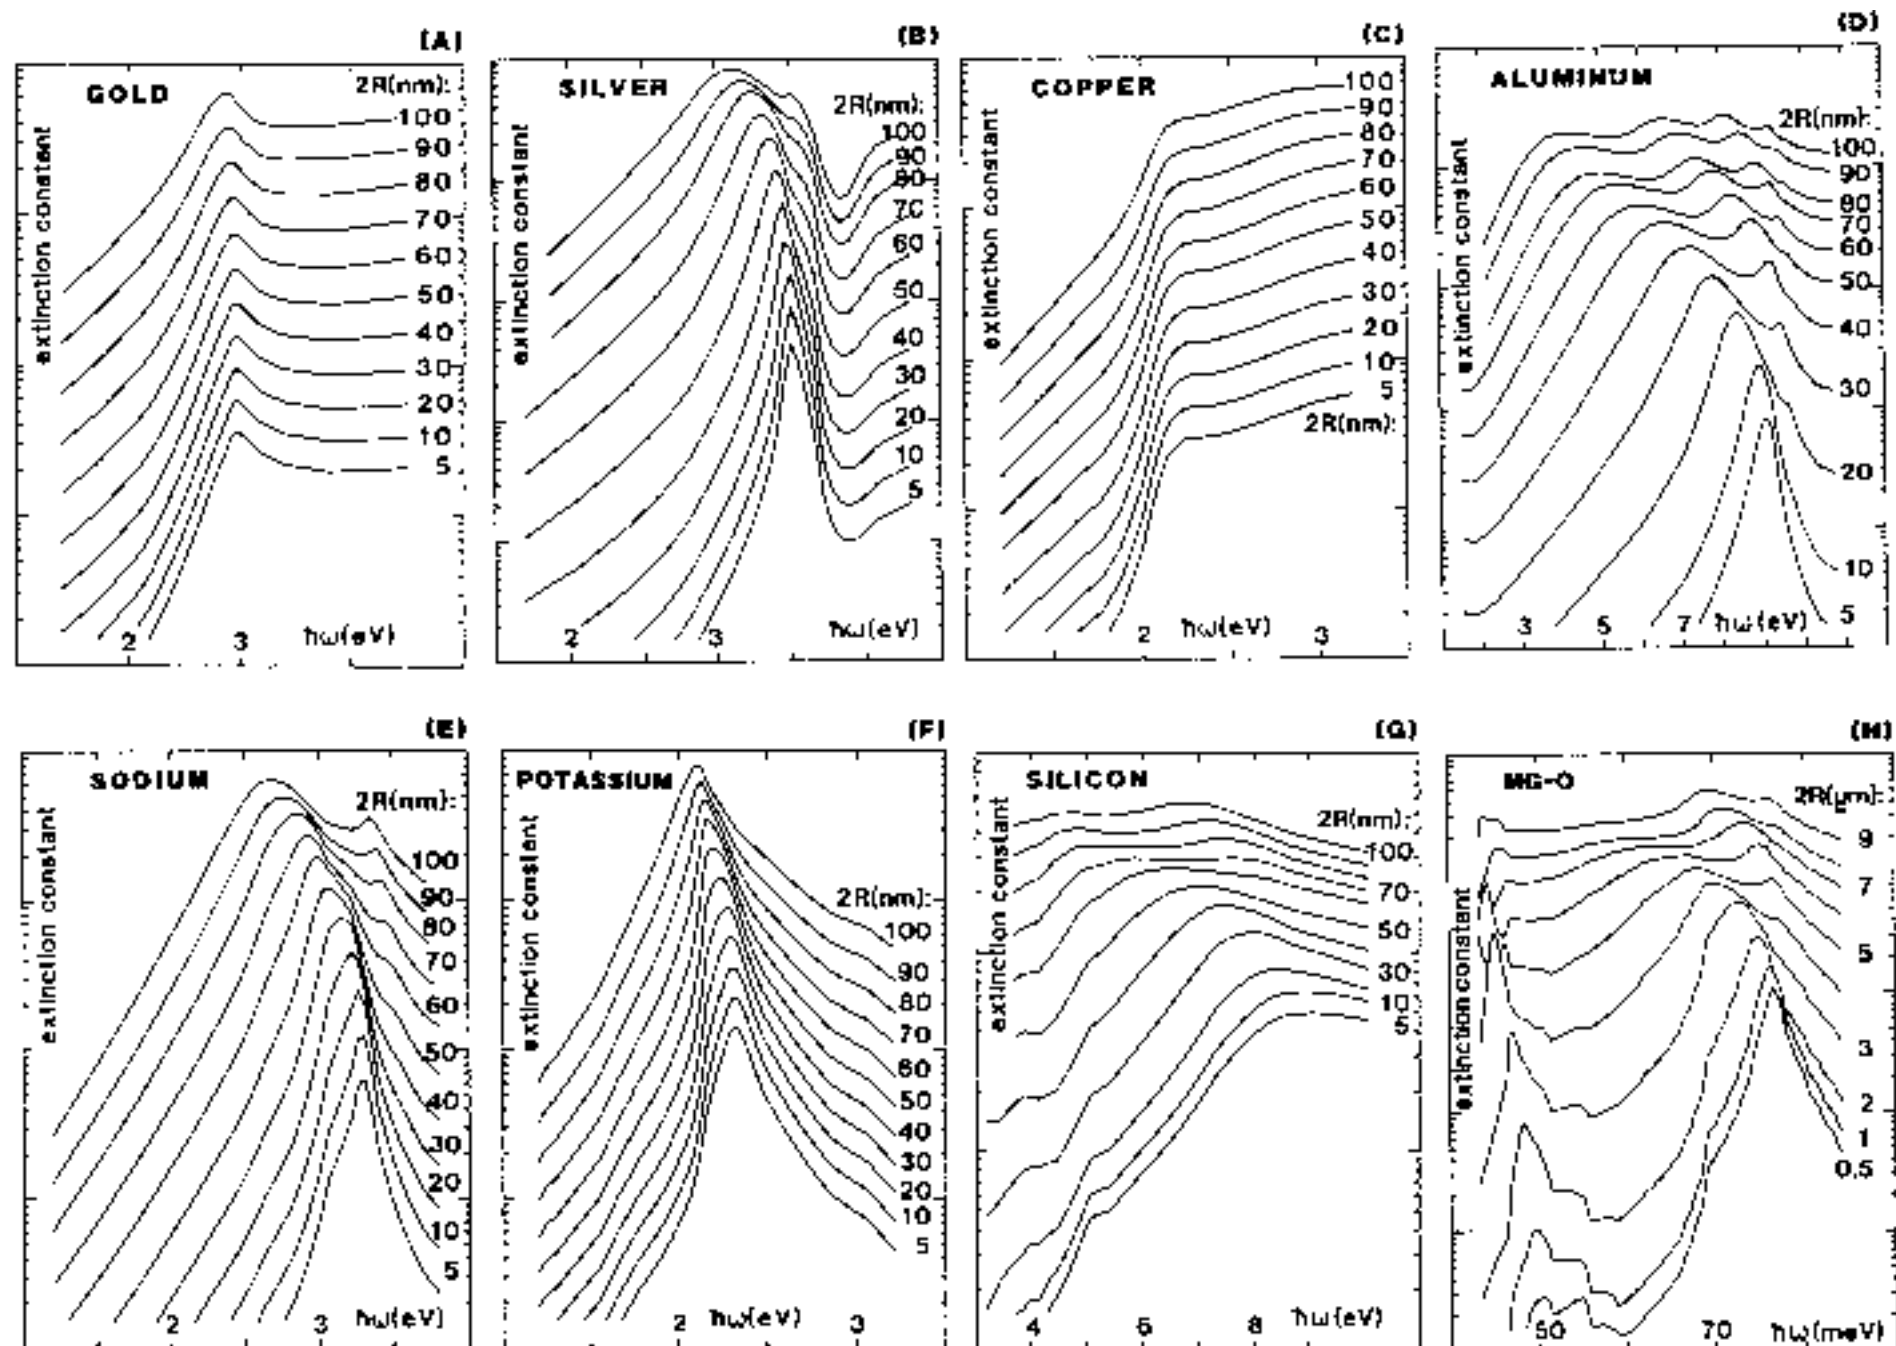 (A)
GOLD
2R(nm):
100
90
80
70
60
50
40
30
20
10
5
extinction constant
2
3
ħω(eV)
(B)
SILVER
2R(nm):
100
90
80
70
60
50
40
30
20
10
5
extinction constant
2
3
ħω(eV)
(C)
COPPER
100
90
80
70
60
50
40
30
20
10
5
2R(nm):
extinction constant
2
ħω(eV)
3
(D)
ALUMINUM
2R(nm):
100
90
80
70
60
50
40
30
20
10
5
extinction constant
3
5
7
ħω(eV)
(E)
SODIUM
2R(nm):
100
90
80
70
60
50
40
30
20
10
5
extinction constant
2
3
ħω(eV)
(F)
POTASSIUM
2R(nm):
100
90
80
70
60
50
40
30
20
10
5
extinction constant
2
ħω(eV)
3
(G)
SILICON
2R(nm):
100
70
50
30
10
5
extinction constant
4
6
8
ħω(eV)
(H)
MG-O
2R(μm):
9
7
5
3
2
1
0.5
extinction constant
50
70
ħω(meV)